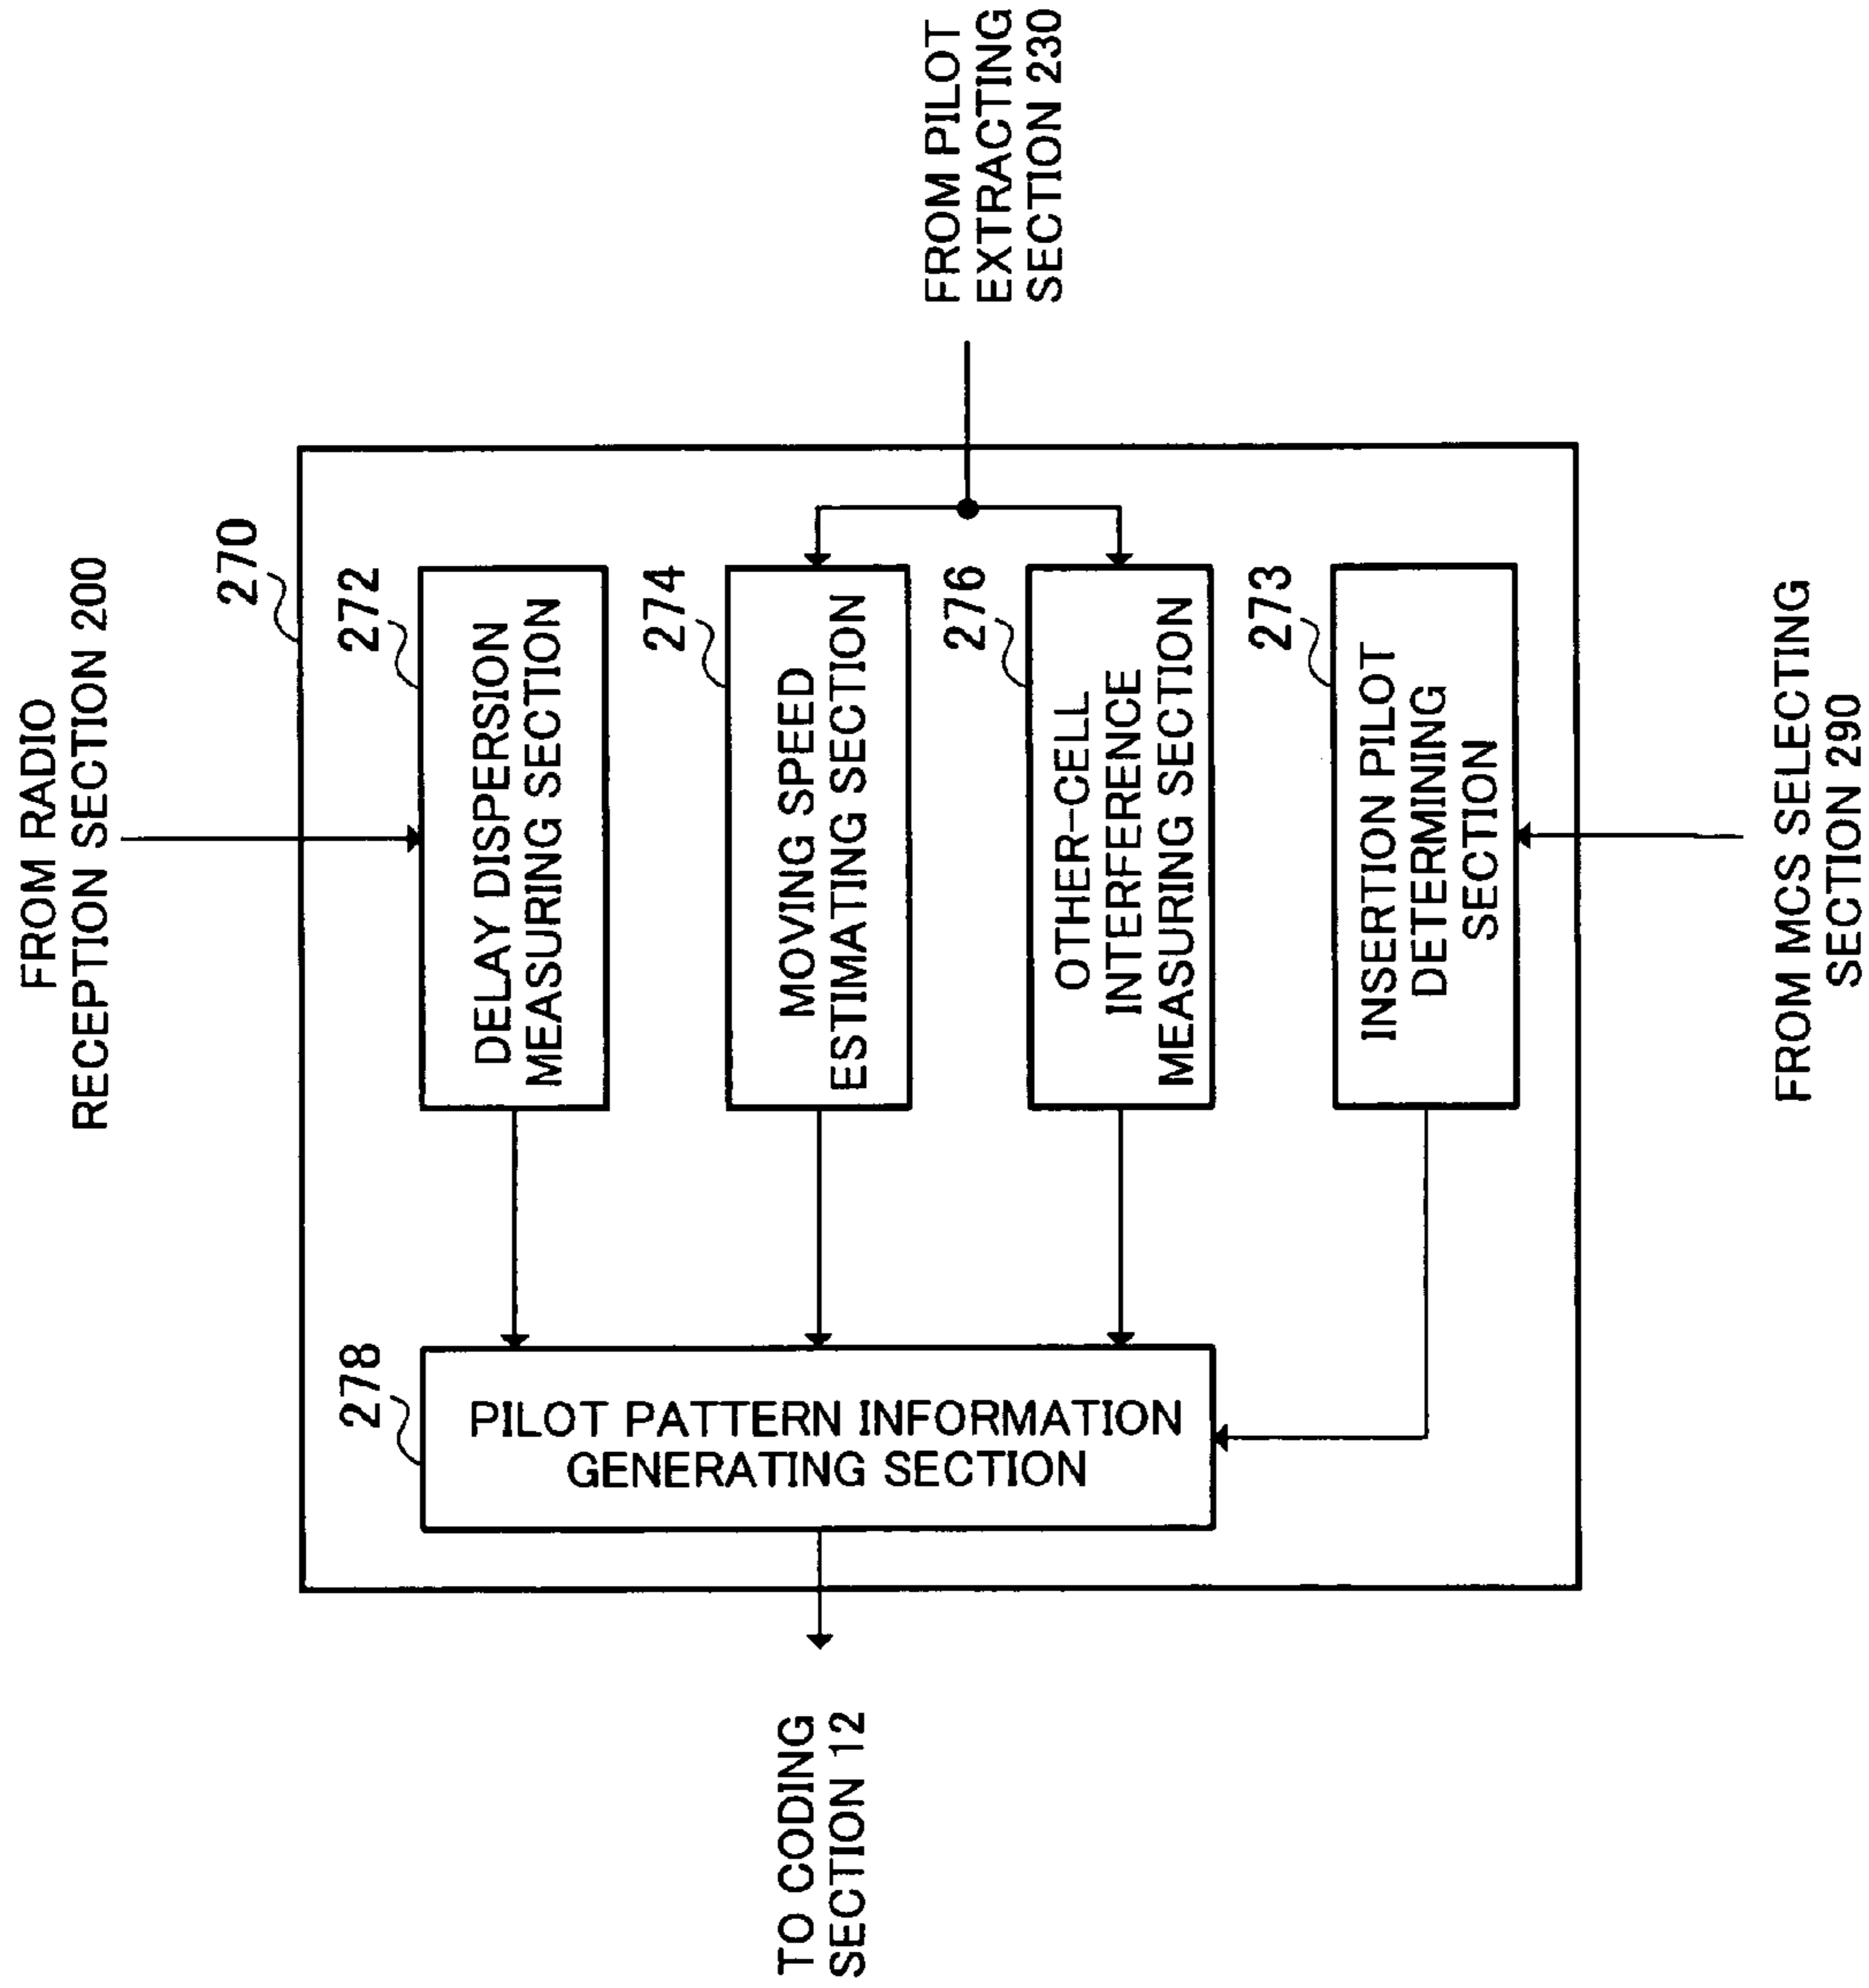 FROM RADIO
RECEPTION SECTION 200
270
272
DELAY DISPERSION
MEASURING SECTION
274
MOVING SPEED
ESTIMATING SECTION
276
OTHER-CELL
INTERFERENCE
MEASURING SECTION
273
INSERTION PILOT
DETERMINING
SECTION
278
PILOT PATTERN INFORMATION
GENERATING SECTION
FROM PILOT
EXTRACTING
SECTION 230
FROM MCS SELECTING
SECTION 290
TO CODING
SECTION 12